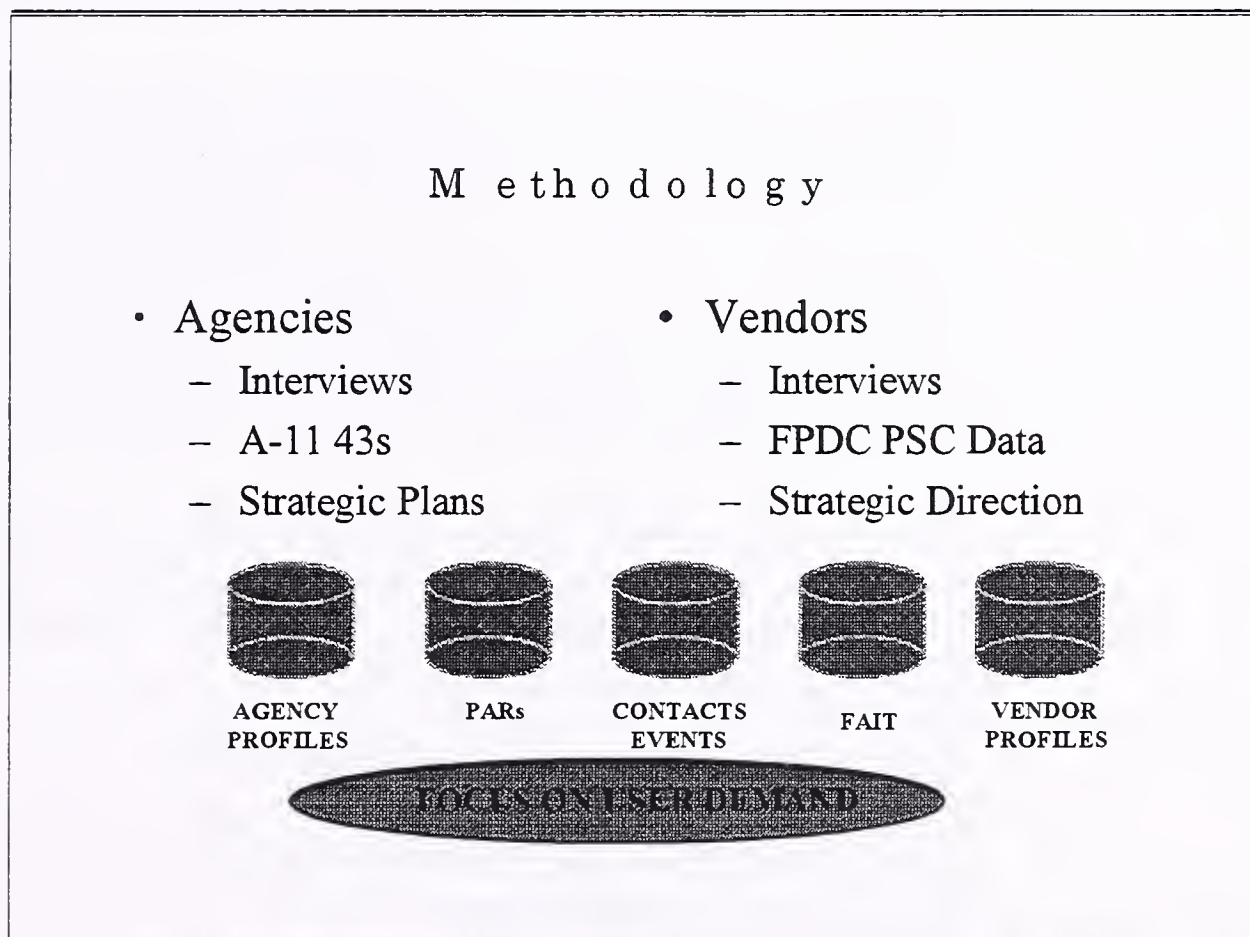 Methodology
• Agencies
– Interviews
– A-11 43s
– Strategic Plans
• Vendors
– Interviews
– FPDC PSC Data
– Strategic Direction
AGENCY
PROFILES
PARs
CONTACTS
EVENTS
FAIT
VENDOR
PROFILES
FOCUS ON USER DEMAND